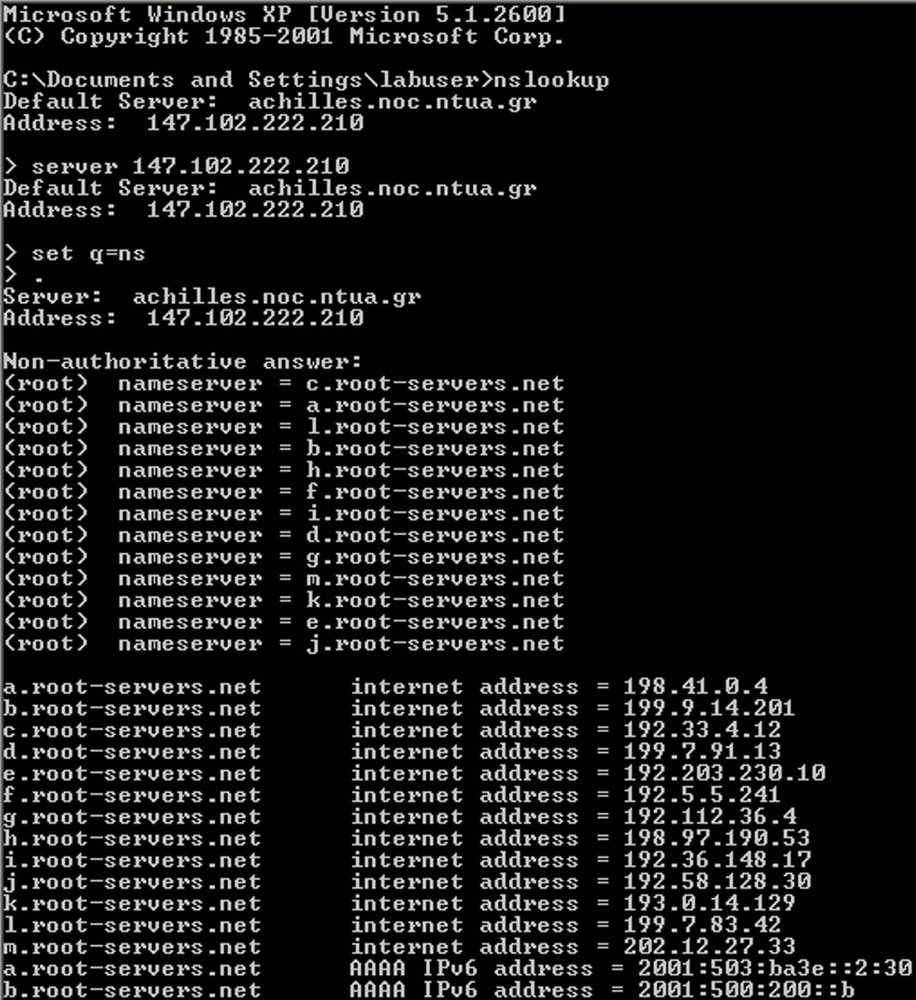 Microsoft Windows XP [Version 5.1.2600]
(C) Copyright 1985-2001 Microsoft Corp.
C:\Documents and Settings\labuser>nslookup
Default Server:  achilles.noc.ntua.gr
Address:  147.102.222.210
> server 147.102.222.210
Default Server:  achilles.noc.ntua.gr
Address:  147.102.222.210
> set q=ns
> .
Server:  achilles.noc.ntua.gr
Address:  147.102.222.210
Non-authoritative answer:
(root)  nameserver = c.root-servers.net
(root)  nameserver = a.root-servers.net
(root)  nameserver = l.root-servers.net
(root)  nameserver = b.root-servers.net
(root)  nameserver = h.root-servers.net
(root)  nameserver = f.root-servers.net
(root)  nameserver = i.root-servers.net
(root)  nameserver = d.root-servers.net
(root)  nameserver = g.root-servers.net
(root)  nameserver = m.root-servers.net
(root)  nameserver = k.root-servers.net
(root)  nameserver = e.root-servers.net
(root)  nameserver = j.root-servers.net
a.root-servers.net      internet address = 198.41.0.4
b.root-servers.net      internet address = 199.9.14.201
c.root-servers.net      internet address = 192.33.4.12
d.root-servers.net      internet address = 199.7.91.13
e.root-servers.net      internet address = 192.203.230.10
f.root-servers.net      internet address = 192.5.5.241
g.root-servers.net      internet address = 192.112.36.4
h.root-servers.net      internet address = 198.97.190.53
i.root-servers.net      internet address = 192.36.148.17
j.root-servers.net      internet address = 192.58.128.30
k.root-servers.net      internet address = 193.0.14.129
l.root-servers.net      internet address = 199.7.83.42
m.root-servers.net      internet address = 202.12.27.33
a.root-servers.net      AAAA IPv6 address = 2001:503:ba3e::2:30
b.root-servers.net      AAAA IPv6 address = 2001:500:200::b